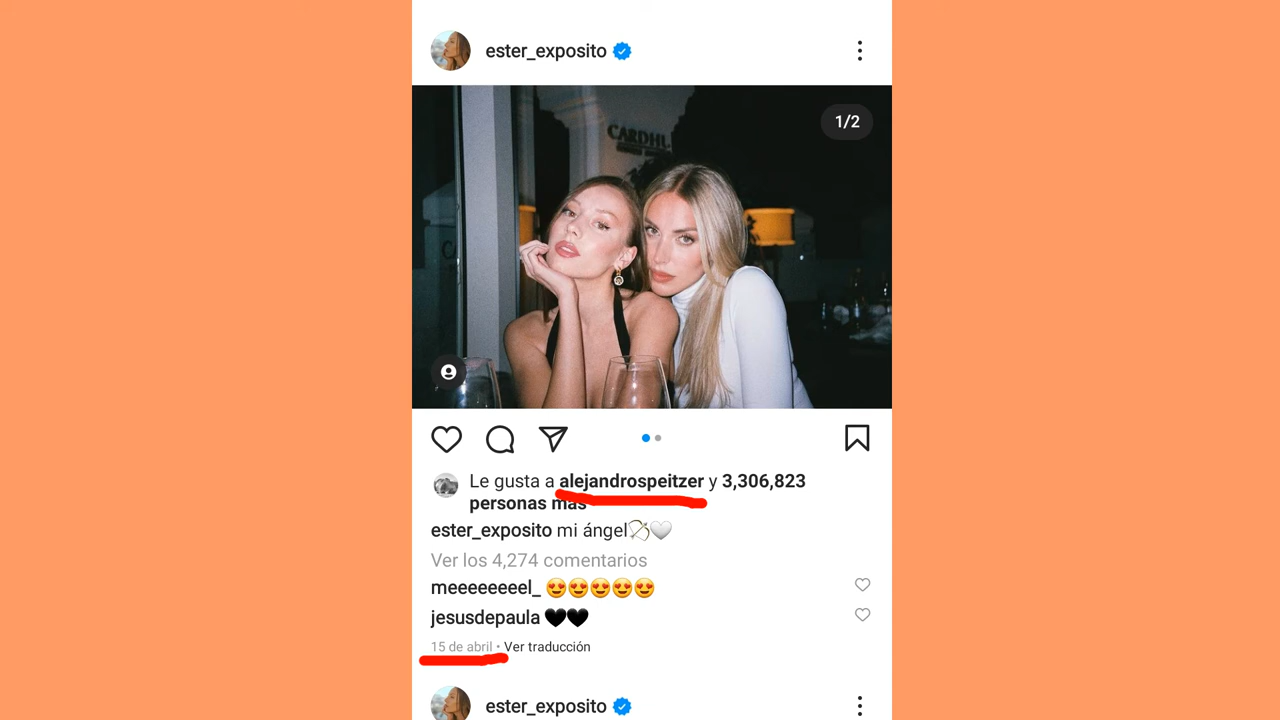 ester_exposito
1/2
CARDHU
Le gusta a alejandrospeitzer y 3,306,823
personas más
ester_exposito mi ángel🏹🤍
Ver los 4,274 comentarios
meeeeeeeel_ 😍😍😍😍😍
jesusdepaula 🖤🖤
15 de abril • Ver traducción
ester_exposito